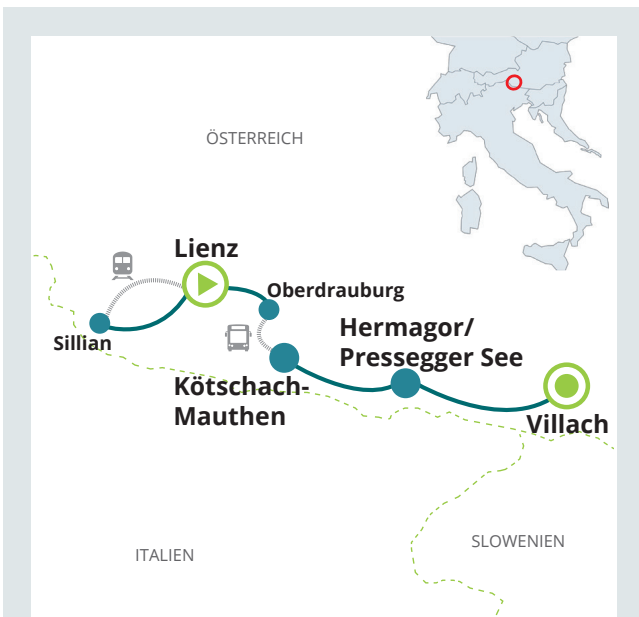 ÖSTERREICH
Lienz
Oberdrauburg
Sillian
Hermagor/
Pressegger See
Kötschach-
Mauthen
Villach
SLOWENIEN
ITALIEN